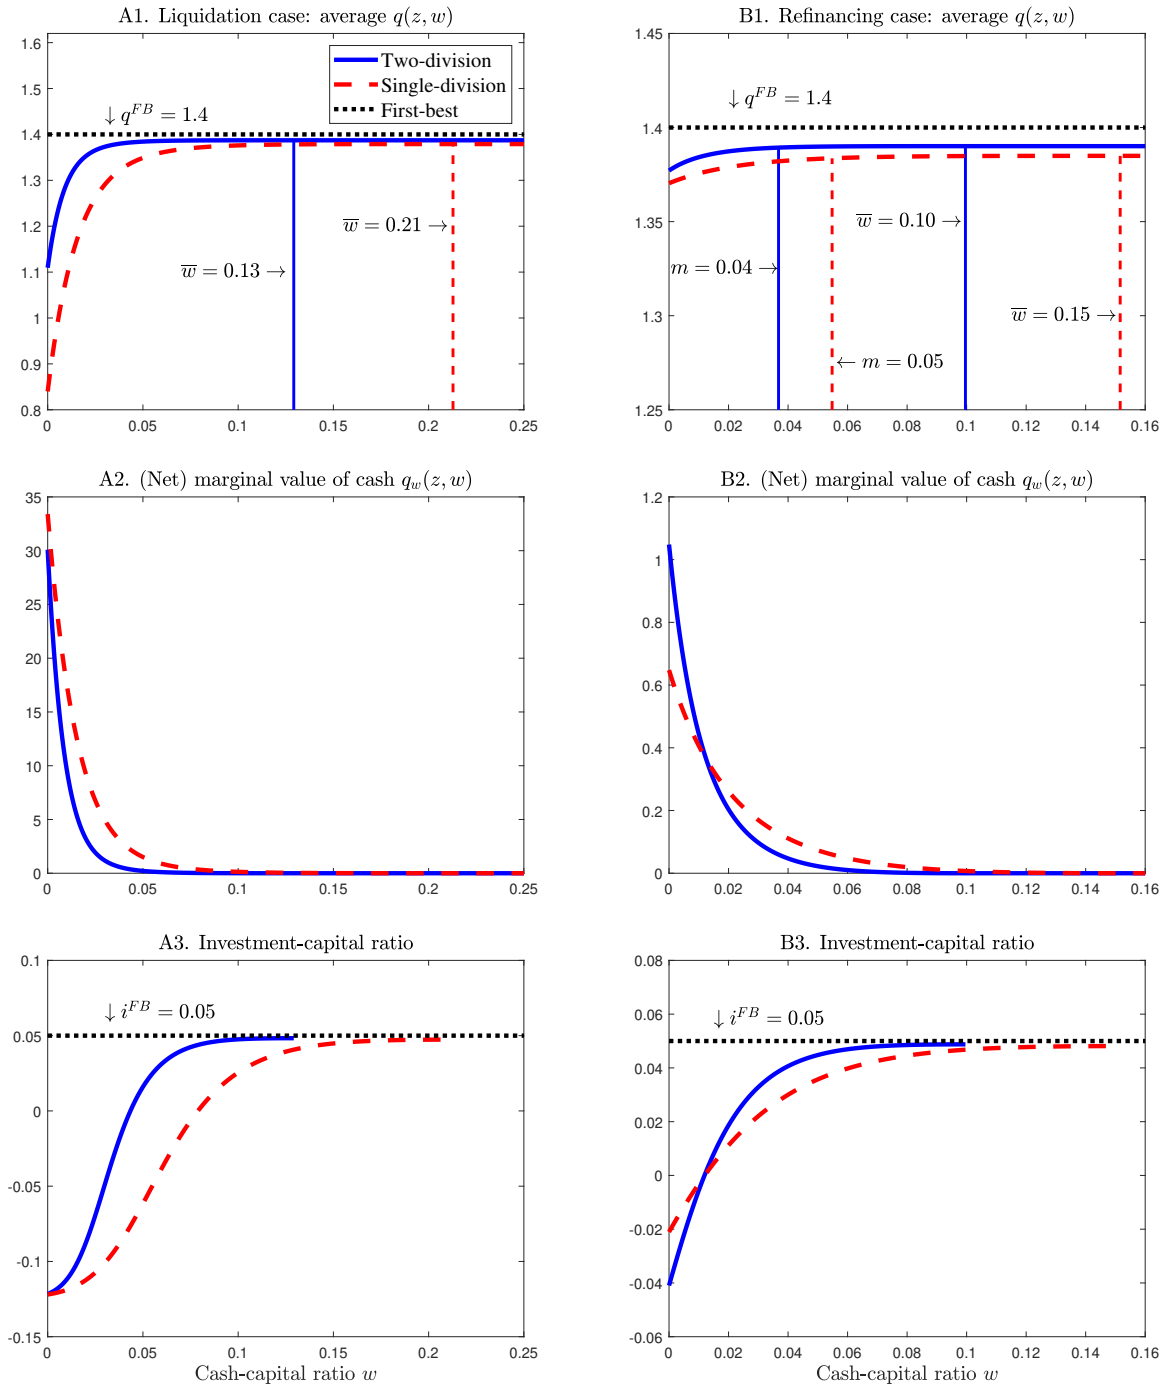 A1. Liquidation case: average q(z, w)
1.6
1.5
1.4
1.3
1.2
1.1
1
0.9
0.8
↓ q^{FB} = 1.4
Two-division
Single-division
First-best
w̅ = 0.21 →
w̅ = 0.13 →
0 0.05 0.1 0.15 0.2 0.25
B1. Refinancing case: average q(z, w)
1.45
1.4
1.35
1.3
1.25
↓ q^{FB} = 1.4
w̅ = 0.10 →
m = 0.04 →
w̅ = 0.15 →
← m = 0.05
0 0.02 0.04 0.06 0.08 0.1 0.12 0.14 0.16
A2. (Net) marginal value of cash q_w(z, w)
35
30
25
20
15
10
5
0
0 0.05 0.1 0.15 0.2 0.25
B2. (Net) marginal value of cash q_w(z, w)
1.2
1
0.8
0.6
0.4
0.2
0
0 0.02 0.04 0.06 0.08 0.1 0.12 0.14 0.16
A3. Investment-capital ratio
0.1
0.05
0
-0.05
-0.1
-0.15
↓ i^{FB} = 0.05
0 0.05 0.1 0.15 0.2 0.25
Cash-capital ratio w
B3. Investment-capital ratio
0.08
0.06
0.04
0.02
0
-0.02
-0.04
-0.06
↓ i^{FB} = 0.05
0 0.02 0.04 0.06 0.08 0.1 0.12 0.14 0.16
Cash-capital ratio w